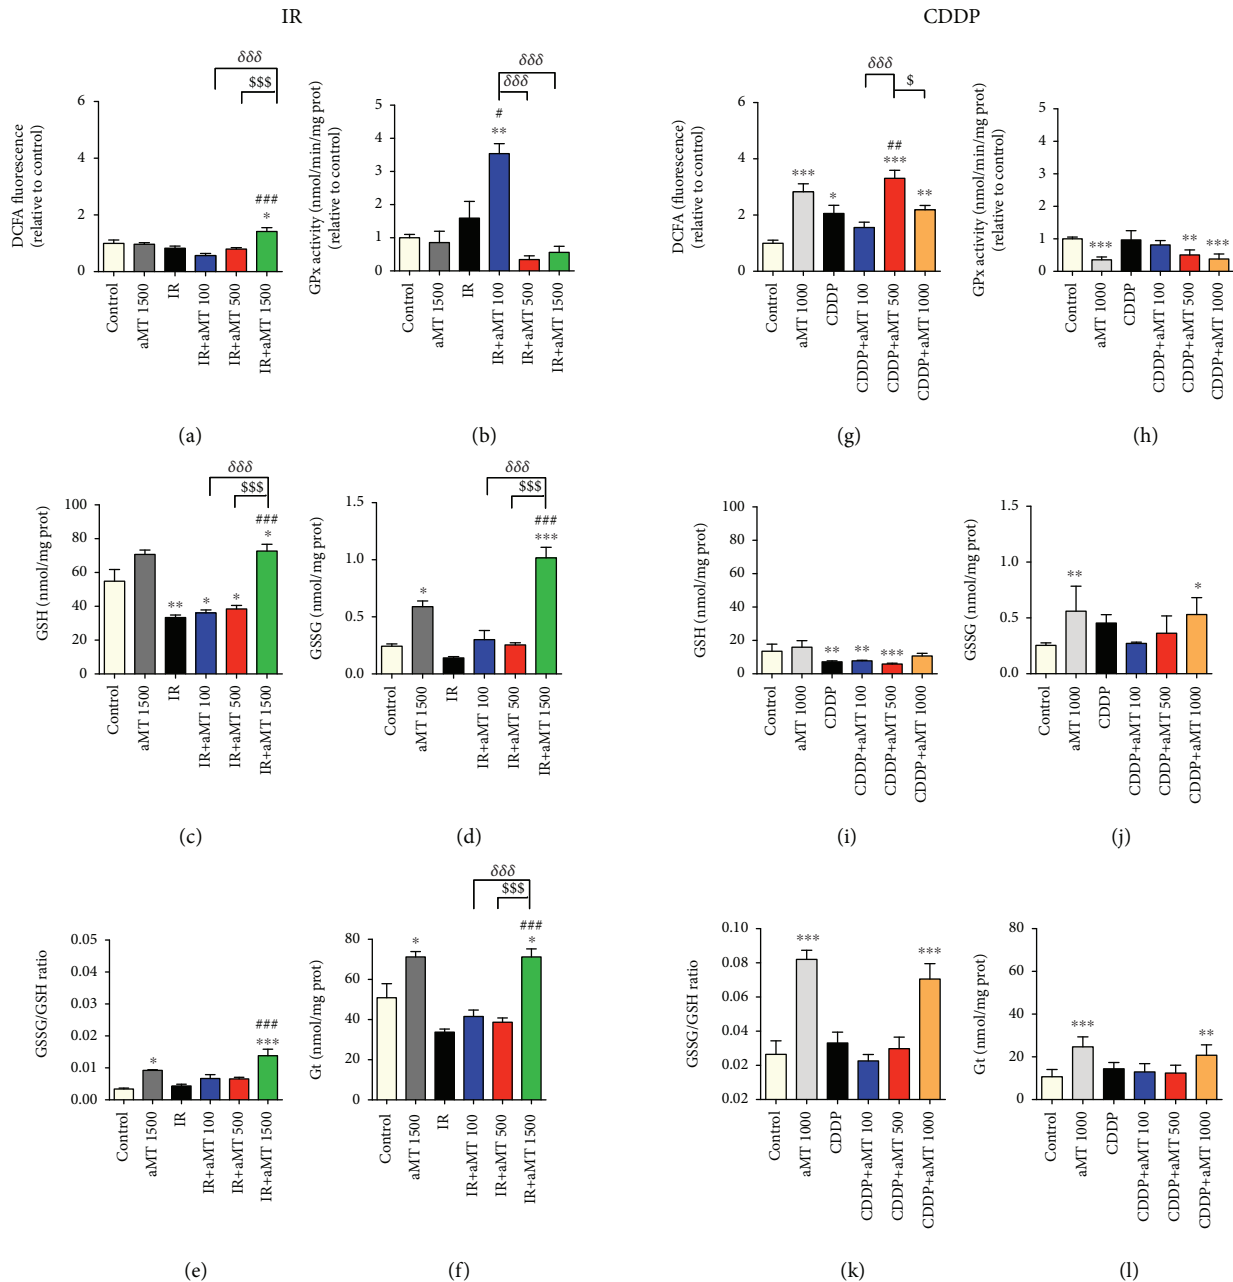 IR
CDDP
δδδ
$$$
DCFA fluorescence
(relative to control)
6
4
2
0
###
*
Control
aMT 1500
IR
IR+aMT 100
IR+aMT 500
IR+aMT 1500
(a)
δδδ
δδδ
GPx activity (nmol/min/mg prot)
(relative to control)
5
4
3
2
1
0
#
**
Control
aMT 1500
IR
IR+aMT 100
IR+aMT 500
IR+aMT 1500
(b)
δδδ
$
DCFA (fluorescence)
(relative to control)
6
4
2
0
***
*
##
***
**
Control
aMT 1000
CDDP
CDDP+aMT 100
CDDP+aMT 500
CDDP+aMT 1000
(g)
GPx activity (nmol/min/mg prot)
(relative to control)
5
4
3
2
1
0
***
**
***
Control
aMT 1000
CDDP
CDDP+aMT 100
CDDP+aMT 500
CDDP+aMT 1000
(h)
δδδ
$$$
GSH (nmol/mg prot)
100
80
60
40
20
0
**
*
*
###
*
Control
aMT 1500
IR
IR+aMT 100
IR+aMT 500
IR+aMT 1500
(c)
δδδ
$$$
GSSG (nmol/mg prot)
1.5
1.0
0.5
0.0
*
###
***
Control
aMT 1500
IR
IR+aMT 100
IR+aMT 500
IR+aMT 1500
(d)
GSH (nmol/mg prot)
100
80
60
40
20
0
**
**
***
Control
aMT 1000
CDDP
CDDP+aMT 100
CDDP+aMT 500
CDDP+aMT 1000
(i)
GSSG (nmol/mg prot)
1.5
1.0
0.5
0.0
**
*
Control
aMT 1000
CDDP
CDDP+aMT 100
CDDP+aMT 500
CDDP+aMT 1000
(j)
GSSG/GSH ratio
0.05
0.04
0.03
0.02
0.01
0.00
*
###
***
Control
aMT 1500
IR
IR+aMT 100
IR+aMT 500
IR+aMT 1500
(e)
δδδ
$$$
Gt (nmol/mg prot)
80
60
40
20
0
*
###
*
Control
aMT 1500
IR
IR+aMT 100
IR+aMT 500
IR+aMT 1500
(f)
GSSG/GSH ratio
0.10
0.08
0.06
0.04
0.02
0.02
***
***
Control
aMT 1000
CDDP
CDDP+aMT 100
CDDP+aMT 500
CDDP+aMT 1000
(k)
Gt (nmol/mg prot)
80
60
40
20
0
***
**
Control
aMT 1000
CDDP
CDDP+aMT 100
CDDP+aMT 500
CDDP+aMT 1000
(l)